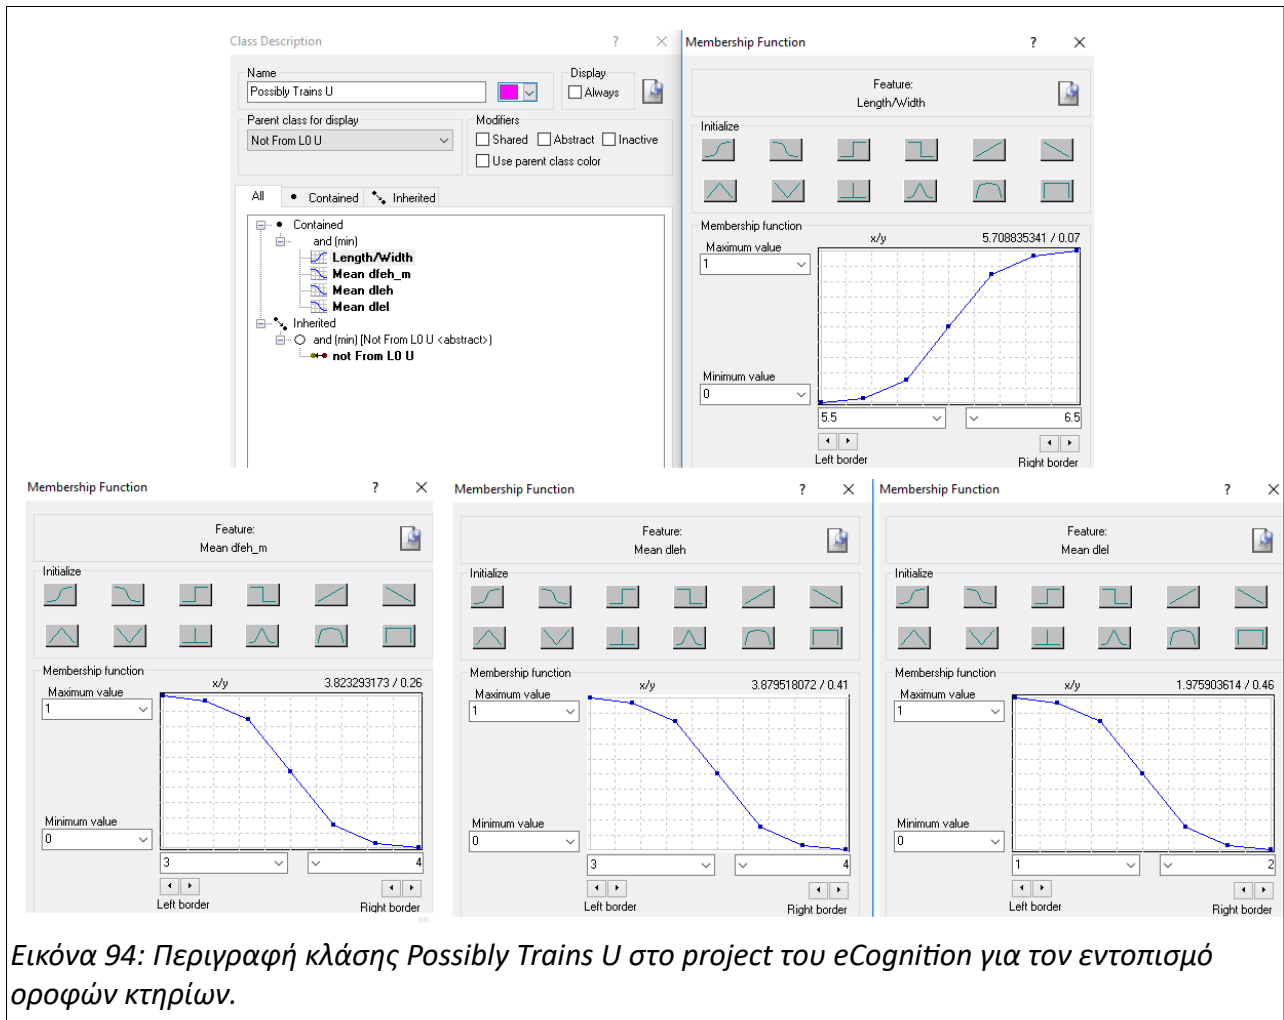 Class Description ? ×
Name
Possibly Trains U
Display
Always
Parent class for display
Not From L0 U
Modifiers
Shared Abstract Inactive
Use parent class color
All Contained Inherited
Contained
and (min)
Length/Width
Mean dfeh_m
Mean dleh
Mean dlel
Inherited
and (min) [Not From L0 U <abstract>]
not From L0 U
Membership Function ? ×
Feature:
Length/Width
Initialize
Membership function
Maximum value
1
x/y 5.708835341 / 0.07
Minimum value
0
5.5 6.5
Left border Right border
Membership Function ? ×
Feature:
Mean dfeh_m
Initialize
Membership function
Maximum value
1
x/y 3.823293173 / 0.26
Minimum value
0
3 4
Left border Right border
Membership Function ? ×
Feature:
Mean dleh
Initialize
Membership function
Maximum value
1
x/y 3.879518072 / 0.41
Minimum value
0
3 4
Left border Right border
Membership Function ? ×
Feature:
Mean dlel
Initialize
Membership function
Maximum value
1
x/y 1.975903614 / 0.46
Minimum value
0
1 2
Left border Right border
Εικόνα 94: Περιγραφή κλάσης Possibly Trains U στο project του eCognition για τον εντοπισμό
οροφών κτηρίων.